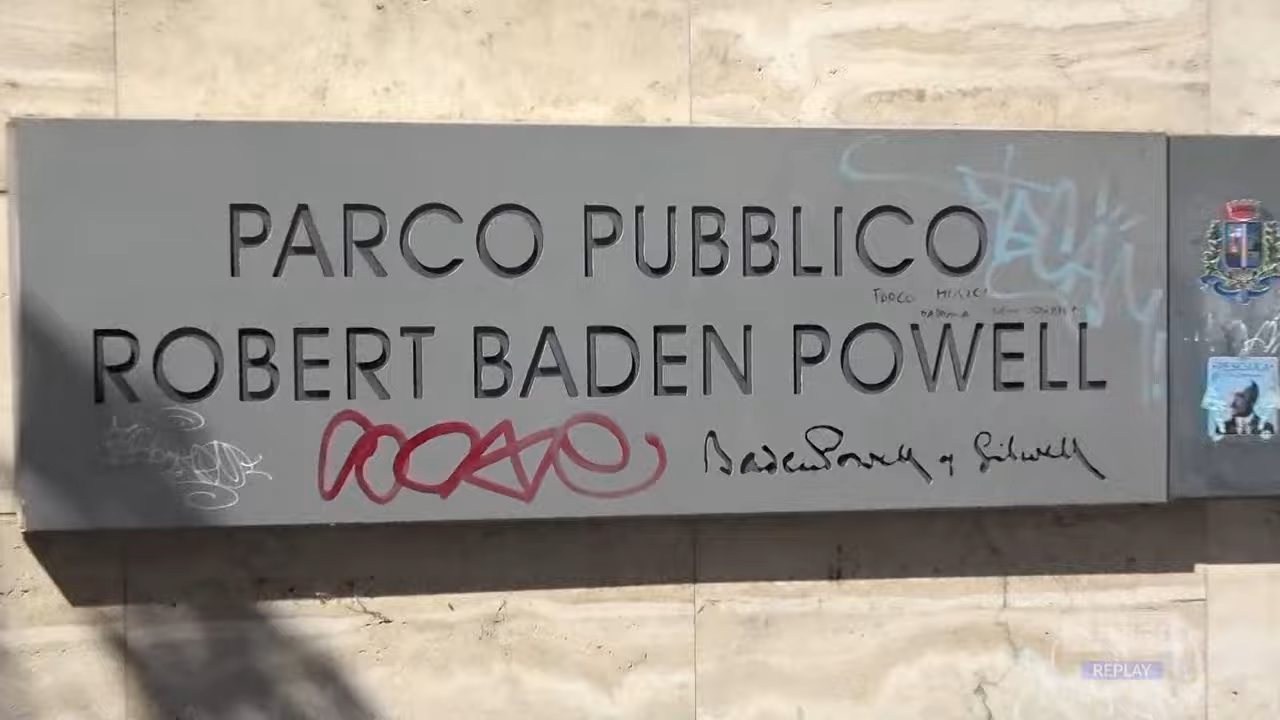 PARCO PUBBLICO
ROBERT BADEN POWELL
Baden Powell of Gilwell
REPLAY